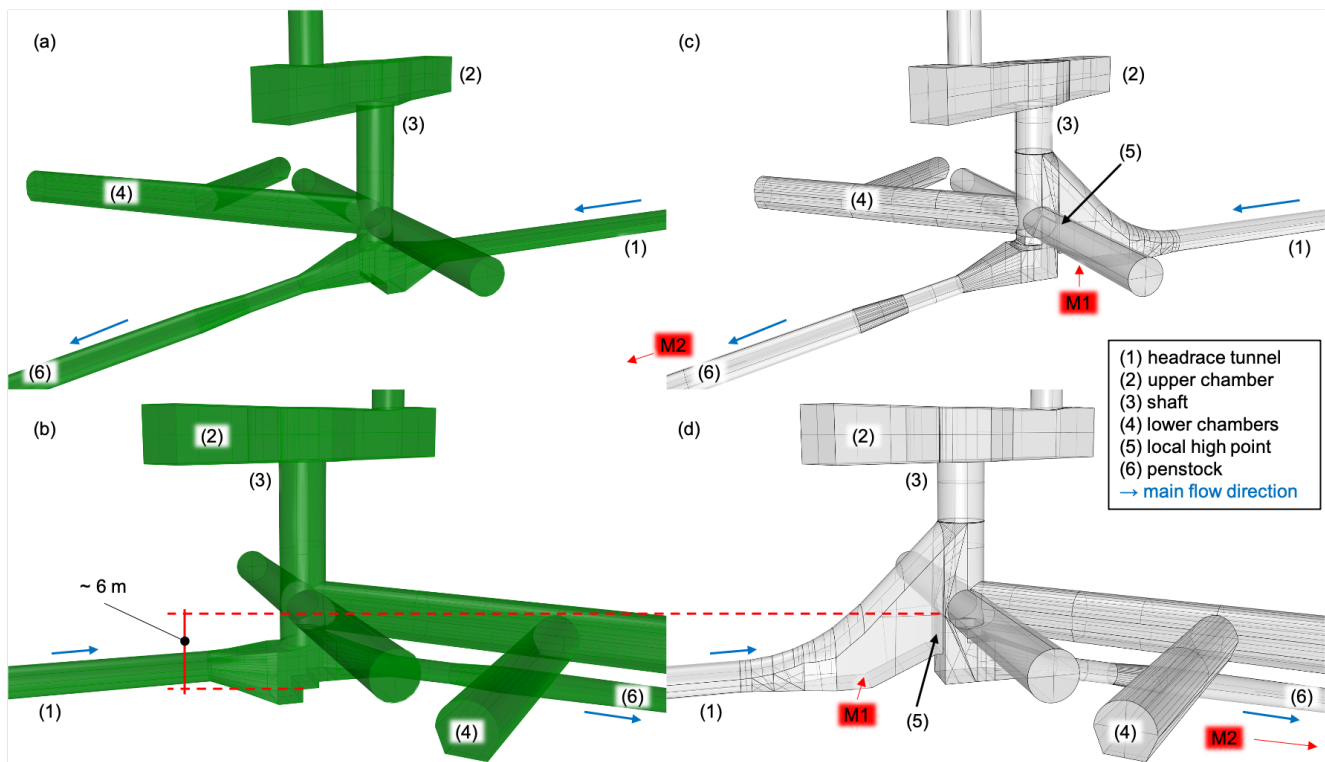 (a)
(2)
(3)
(4)
(1)
(6)
(c)
(2)
(3)
(5)
(4)
(1)
M1
M2
(6)
(1) headrace tunnel
(2) upper chamber
(3) shaft
(4) lower chambers
(5) local high point
(6) penstock
→ main flow direction
(b)
(2)
(3)
~ 6 m
(1)
(6)
(4)
(d)
(2)
(3)
(6)
(1)
M1
(5)
(4)
M2